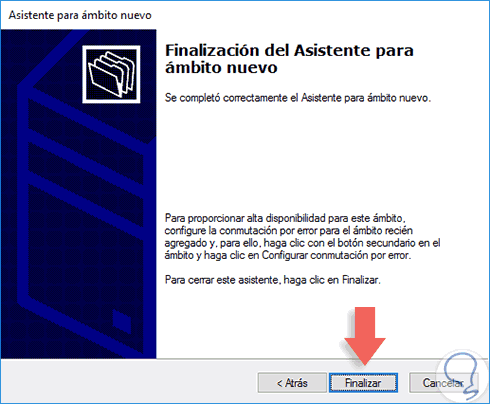 Asistente para ámbito nuevo
Finalización del Asistente para
ámbito nuevo
Se completó correctamente el Asistente para ámbito nuevo.
Para proporcionar alta disponibilidad para este ámbito,
configure la conmutación por error para el ámbito recién
agregado y, para ello, haga clic con el botón secundario en el
ámbito y haga clic en Configurar conmutación por error.
Para cerrar este asistente, haga clic en Finalizar.
< Atrás
Finalizar
Cancelar